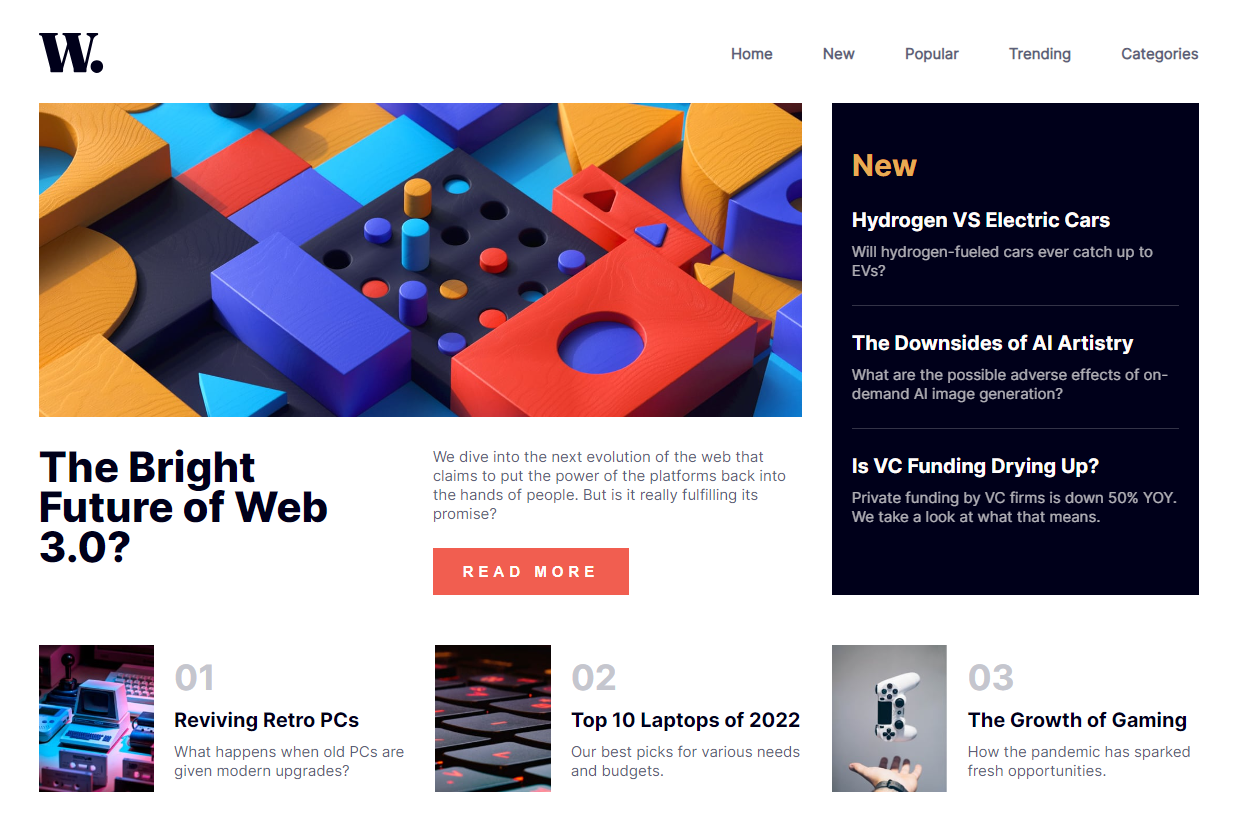 W.
Home New Popular Trending Categories
New
Hydrogen VS Electric Cars
Will hydrogen-fueled cars ever catch up to
EVs?
The Downsides of AI Artistry
What are the possible adverse effects of on-
demand AI image generation?
Is VC Funding Drying Up?
Private funding by VC firms is down 50% YOY.
We take a look at what that means.
The Bright
Future of Web
3.0?
We dive into the next evolution of the web that
claims to put the power of the platforms back into
the hands of people. But is it really fulfilling its
promise?
READ MORE
01
Reviving Retro PCs
What happens when old PCs are
given modern upgrades?
02
Top 10 Laptops of 2022
Our best picks for various needs
and budgets.
03
The Growth of Gaming
How the pandemic has sparked
fresh opportunities.